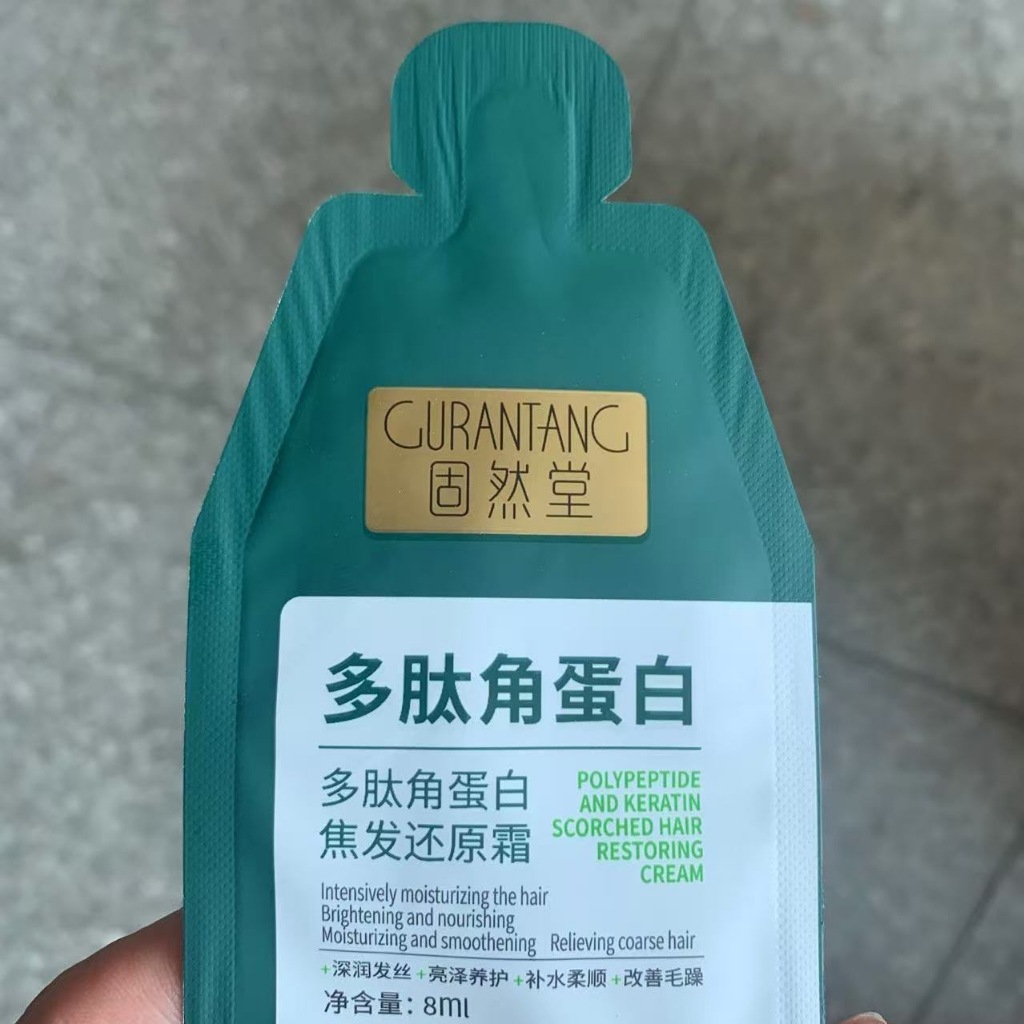 GURANTANG
固然堂
多肽角蛋白
多肽角蛋白
焦发还原霜
POLYPEPTIDE
AND KERATIN
SCORCHED HAIR
RESTORING
CREAM
Intensively moisturizing the hair
Brightening and nourishing
Moisturizing and smoothening Relieving coarse hair
+深润发丝 +亮泽养护 +补水柔顺 +改善毛躁
净含量：8ml